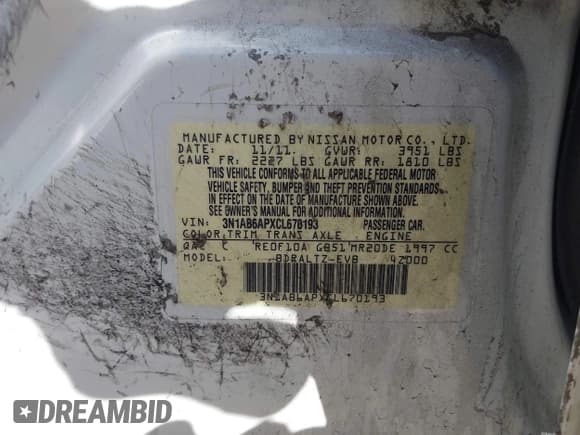 MANUFACTURED BY NISSAN MOTOR CO., LTD.
DATE: 11/11. GVWR: 3951 LBS
GAWR FR: 2227 LBS GAWR RR: 1810 LBS
THIS VEHICLE CONFORMS TO ALL APPLICABLE FEDERAL MOTOR
VEHICLE SAFETY, BUMPER AND THEFT PREVENTION STANDARDS
IN EFFECT ON THE DATE OF MANUFACTURE SHOWN ABOVE.
SEE OWNER'S MANUAL FOR ADDITIONAL INFORMATION.
VIN: 3N1AB6APXCL670193 PASSENGER CAR.
COLOR,TRIM TRANS AXLE ENGINE
C RE0F10A GB51 MR20DE 1997 CC
MODEL: BDRALTZ-EVB 4Z000
3N1AB6APXCL670193
DREAMBID